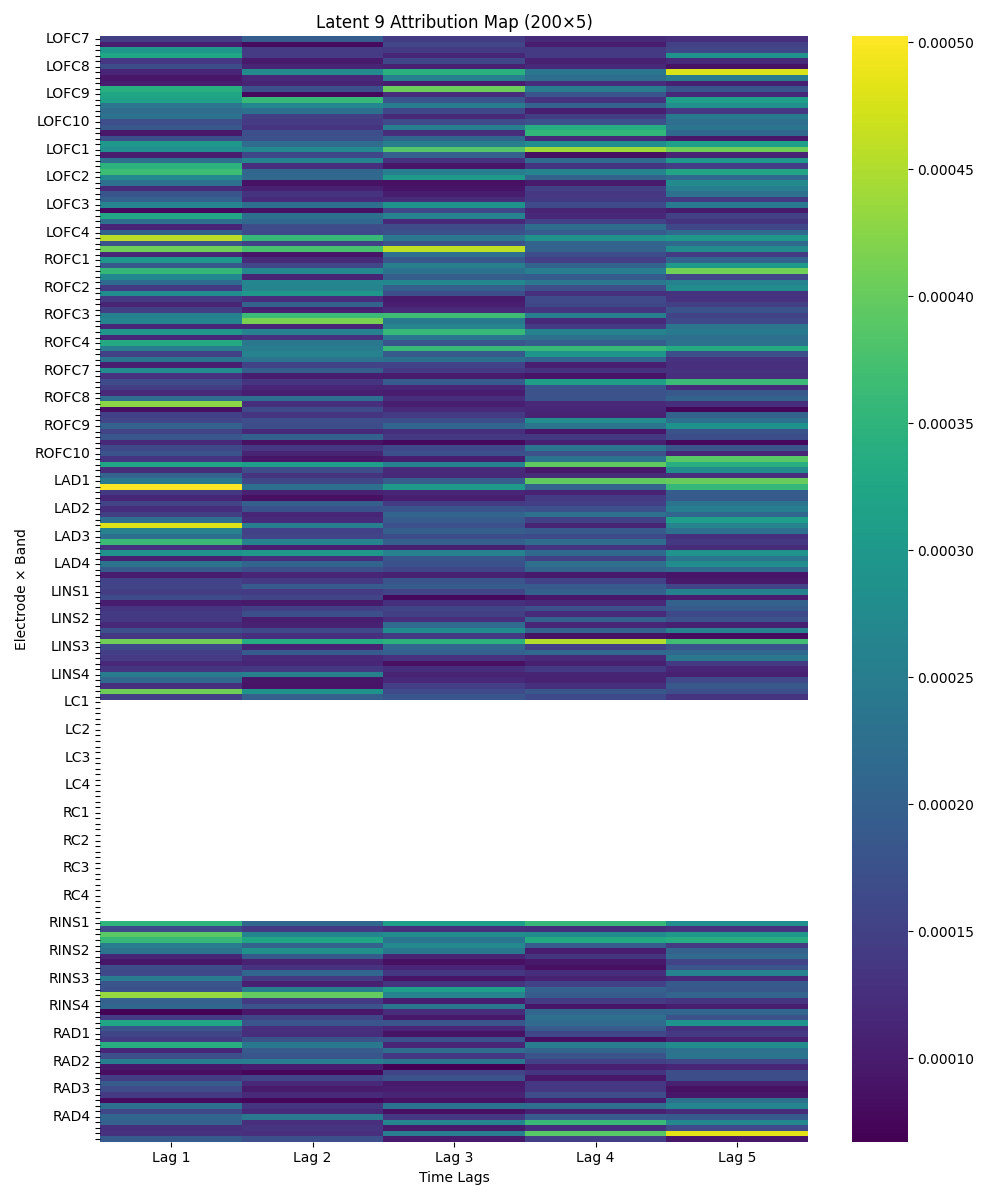 Latent 9 Attribution Map (200×5)
LOFC7
LOFC8
LOFC9
LOFC10
LOFC1
LOFC2
LOFC3
LOFC4
ROFC1
ROFC2
ROFC3
ROFC4
ROFC7
ROFC8
ROFC9
ROFC10
LAD1
LAD2
LAD3
LAD4
LINS1
LINS2
LINS3
LINS4
LC1
LC2
LC3
LC4
RC1
RC2
RC3
RC4
RINS1
RINS2
RINS3
RINS4
RAD1
RAD2
RAD3
RAD4
Electrode × Band
Lag 1
Lag 2
Lag 3
Lag 4
Lag 5
Time Lags
0.00050
0.00045
0.00040
0.00035
0.00030
0.00025
0.00020
0.00015
0.00010